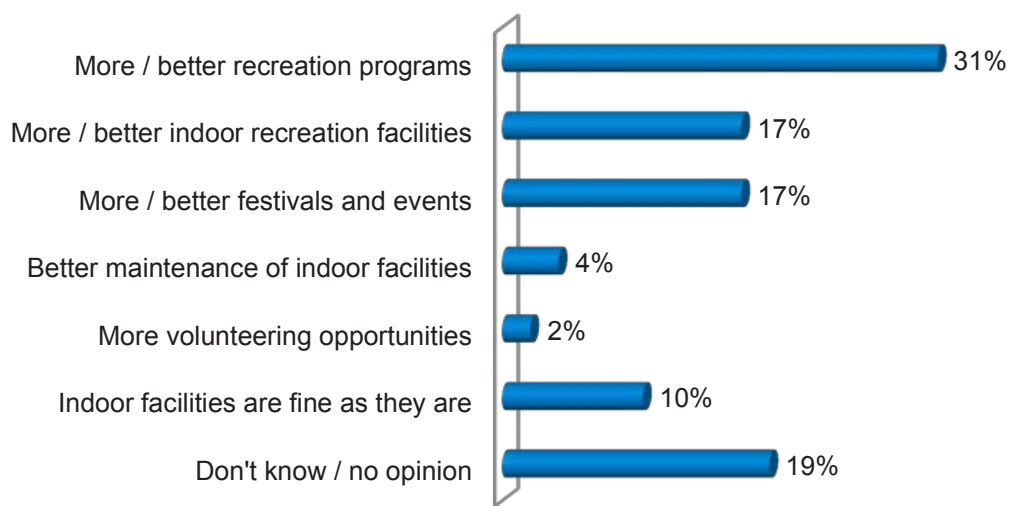 More / better recreation programs 31%
More / better indoor recreation facilities 17%
More / better festivals and events 17%
Better maintenance of indoor facilities 4%
More volunteering opportunities 2%
Indoor facilities are fine as they are 10%
Don't know / no opinion 19%